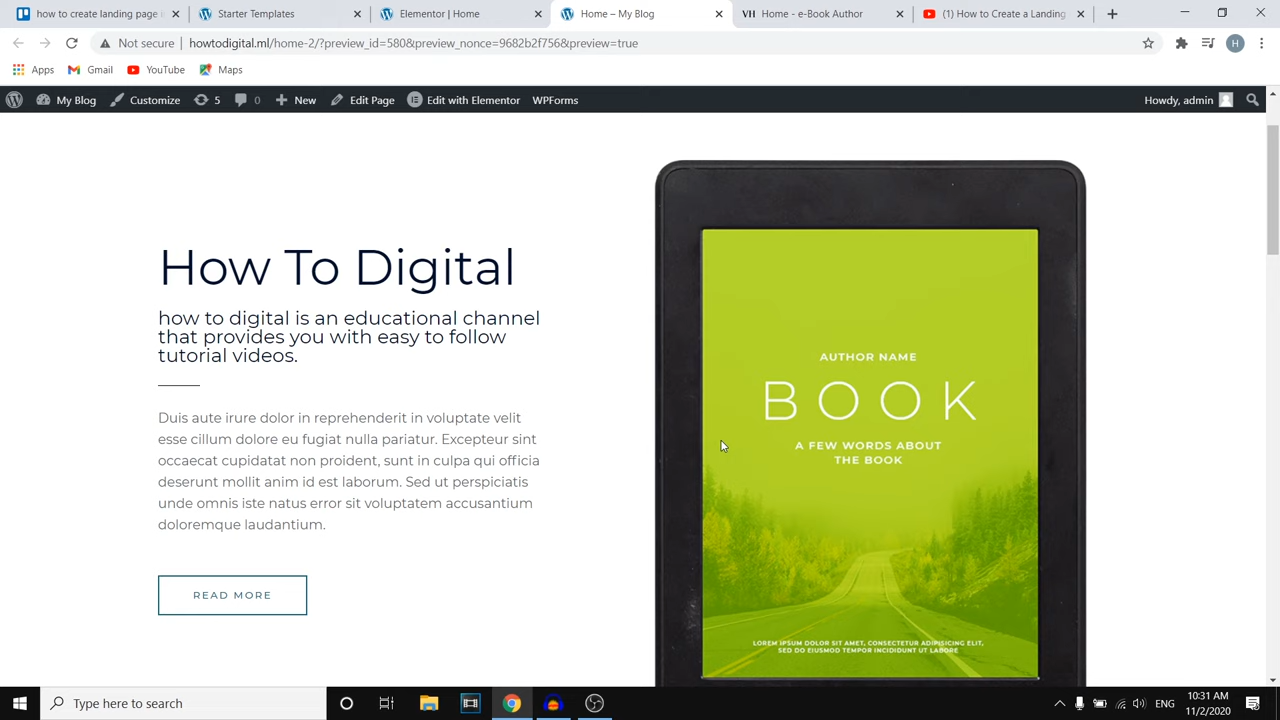 how to create landing page i
Starter Templates
Elementor | Home
Home – My Blog
VH Home - e-Book Author
(1) How to Create a Landing
Not secure | howtodigital.ml/home-2/?preview_id=580&preview_nonce=9682b2f756&preview=true
H
Apps Gmail YouTube Maps
My Blog Customize 5 0 New Edit Page Edit with Elementor WPForms Howdy, admin
How To Digital
how to digital is an educational channel
that provides you with easy to follow
tutorial videos.
Duis aute irure dolor in reprehenderit in voluptate velit
esse cillum dolore eu fugiat nulla pariatur. Excepteur sint
occaecat cupidatat non proident, sunt in culpa qui officia
deserunt mollit anim id est laborum. Sed ut perspiciatis
unde omnis iste natus error sit voluptatem accusantium
doloremque laudantium.
READ MORE
AUTHOR NAME
BOOK
A FEW WORDS ABOUT
THE BOOK
LOREM IPSUM DOLOR SIT AMET, CONSECTETUR ADIPISICING ELIT,
SED DO EIUSMOD TEMPOR INCIDIDUNT UT LABORE
Type here to search
ENG
10:31 AM
11/2/2020